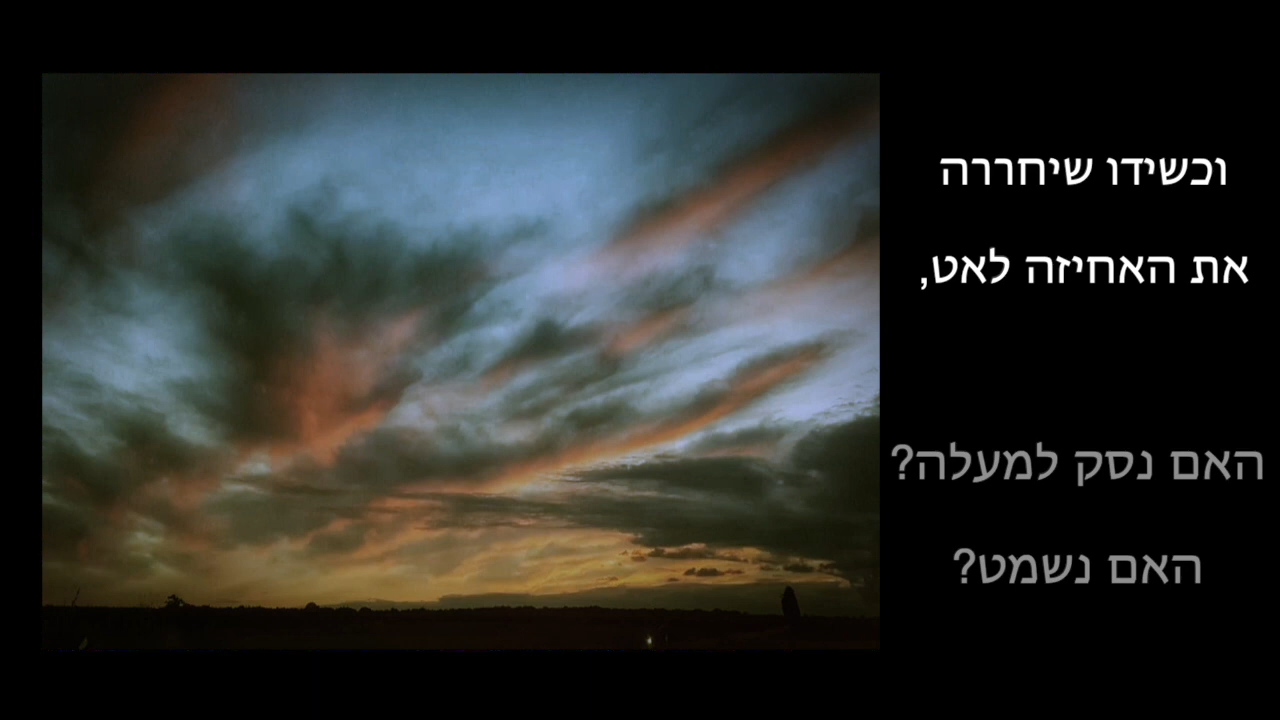 וכשידו שיחררה
את האחיזה לאט,
האם נסק למעלה?
האם נשמט?